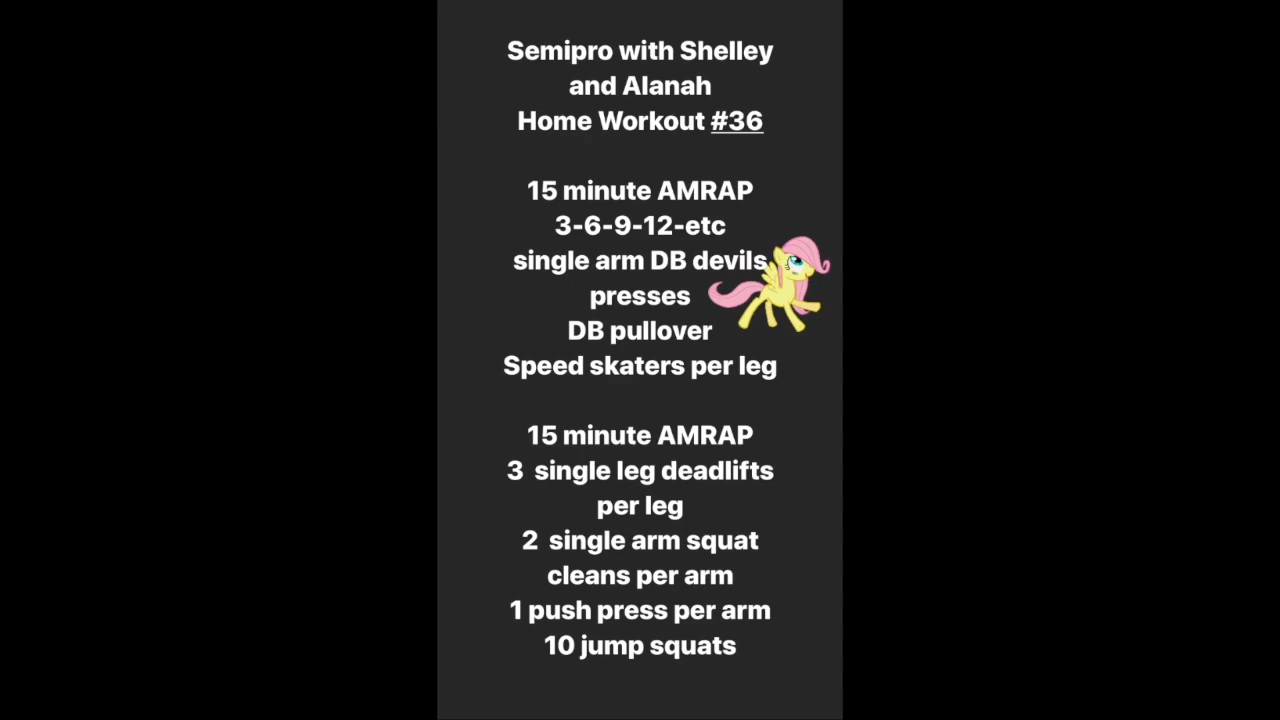 Semipro with Shelley
and Alanah
Home Workout #36
15 minute AMRAP
3-6-9-12-etc
single arm DB devils
presses
DB pullover
Speed skaters per leg
15 minute AMRAP
3 single leg deadlifts
per leg
2 single arm squat
cleans per arm
1 push press per arm
10 jump squats